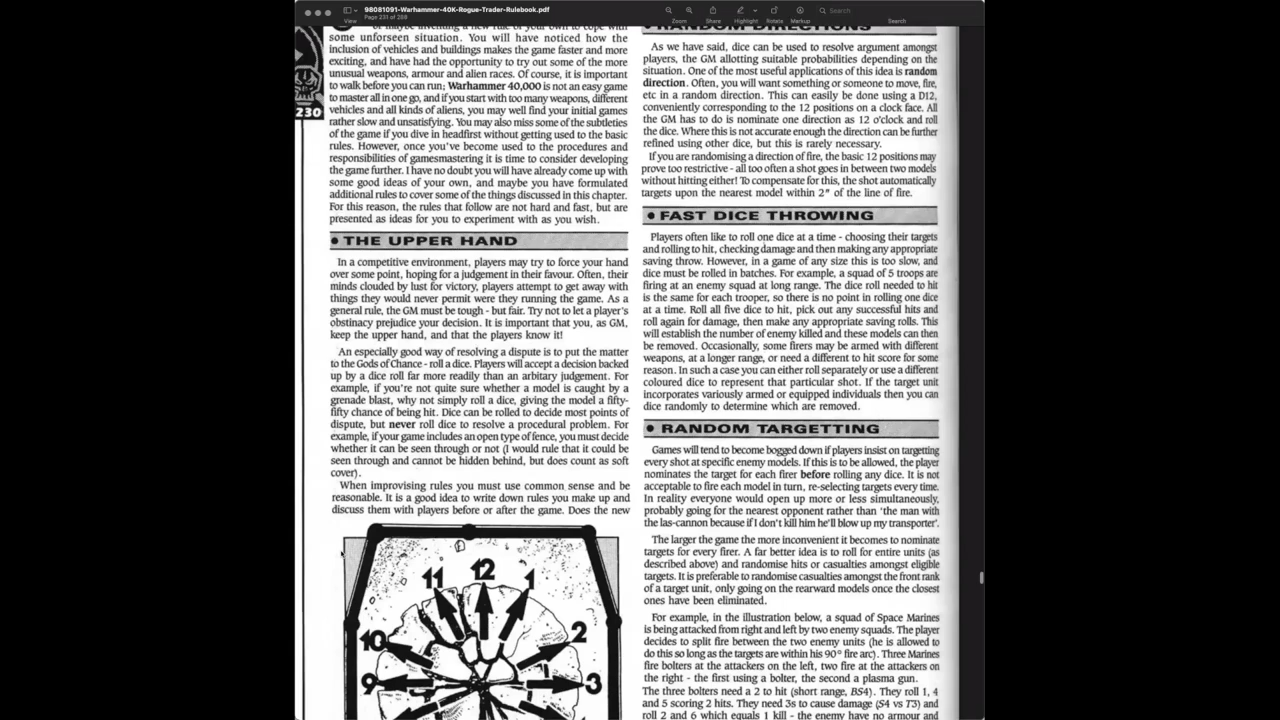 98081091-Warhammer-40K-Rogue-Trader-Rulebook.pdf
Page 231 of 288
View
Zoom
Share
Highlight
Rotate
Markup
Search
Search
some unforseen situation. You will have noticed how the
inclusion of vehicles and buildings makes the game faster and more
exciting, and have had the opportunity to try out some of the more
unusual weapons, armour and alien races. Of course, it is important
to walk before you can run; Warhammer 40,000 is not an easy game
to master all in one go, and if you start with too many weapons, different
vehicles and all kinds of aliens, you may well find your initial games
rather slow and unsatisfying. You may also miss some of the subtleties
of the game if you dive in headfirst without getting used to the basic
rules. However, once you've become used to the procedures and
responsibilities of gamesmastering it is time to consider developing
the game further. I have no doubt you will have already come up with
some good ideas of your own, and maybe you have formulated
additional rules to cover some of the things discussed in this chapter.
For this reason, the rules that follow are not hard and fast, but are
presented as ideas for you to experiment with as you wish.
230
• THE UPPER HAND
In a competitive environment, players may try to force your hand
over some point, hoping for a judgement in their favour. Often, their
minds clouded by lust for victory, players attempt to get away with
things they would never permit were they running the game. As a
general rule, the GM must be tough - but fair. Try not to let a player's
obstinacy prejudice your decision. It is important that you, as GM,
keep the upper hand, and that the players know it!
An especially good way of resolving a dispute is to put the matter
to the Gods of Chance - roll a dice. Players will accept a decision backed
up by a dice roll far more readily than an arbitrary judgement. For
example, if you're not quite sure whether a model is caught by a
grenade blast, why not simply roll a dice, giving the model a fifty-
fifty chance of being hit. Dice can be rolled to decide most points of
dispute, but never roll dice to resolve a procedural problem. For
example, if your game includes an open type of fence, you must decide
whether it can be seen through or not (I would rule that it could be
seen through and cannot be hidden behind, but does count as soft
cover).
When improvising rules you must use common sense and be
reasonable. It is a good idea to write down rules you make up and
discuss them with players before or after the game. Does the new
11
12
1
10
2
9
3
RANDOM DIRECTIONS
As we have said, dice can be used to resolve argument amongst
players, the GM allotting suitable probabilities depending on the
situation. One of the most useful applications of this idea is random
direction. Often, you will want something or someone to move, fire,
etc in a random direction. This can easily be done using a D12,
conveniently corresponding to the 12 positions on a clock face. All
the GM has to do is nominate one direction as 12 o'clock and roll
the dice. Where this is not accurate enough the direction can be further
refined using other dice, but this is rarely necessary.
If you are randomising a direction of fire, the basic 12 positions may
prove too restrictive - all too often a shot goes in between two models
without hitting either! To compensate for this, the shot automatically
targets upon the nearest model within 2" of the line of fire.
• FAST DICE THROWING
Players often like to roll one dice at a time - choosing their targets
and rolling to hit, checking damage and then making any appropriate
saving throw. However, in a game of any size this is too slow, and
dice must be rolled in batches. For example, a squad of 5 troops are
firing at an enemy squad at long range. The dice roll needed to hit
is the same for each trooper, so there is no point in rolling one dice
at a time. Roll all five dice to hit, pick out any successful hits and
roll again for damage, then make any appropriate saving rolls. This
will establish the number of enemy killed and these models can then
be removed. Occasionally, some firers may be armed with different
weapons, at a longer range, or need a different to hit score for some
reason. In such a case you can either roll separately or use a different
coloured dice to represent that particular shot. If the target unit
incorporates variously armed or equipped individuals then you can
dice randomly to determine which are removed.
• RANDOM TARGETTING
Games will tend to become bogged down if players insist on targetting
every shot at specific enemy models. If this is to be allowed, the player
nominates the target for each firer before rolling any dice. It is not
acceptable to fire each model in turn, re-selecting targets every time.
In reality everyone would open up more or less simultaneously,
probably going for the nearest opponent rather than 'the man with
the las-cannon because if I don't kill him he'll blow up my transporter'.
The larger the game the more inconvenient it becomes to nominate
targets for every firer. A far better idea is to roll for entire units (as
described above) and randomise hits or casualties amongst eligible
targets. It is preferable to randomise casualties amongst the front rank
of a target unit, only going on the rearward models once the closest
ones have been eliminated.
For example, in the illustration below, a squad of Space Marines
is being attacked from right and left by two enemy squads. The player
decides to split fire between the two enemy units (he is allowed to
do this so long as the targets are within his 90° fire arc). Three Marines
fire bolters at the attackers on the left, two fire at the attackers on
the right - the first using a bolter, the second a plasma gun.
The three bolters need a 2 to hit (short range, BS4). They roll 1, 4
and 5 scoring 2 hits. They need 3s to cause damage (S4 vs T3) and
roll 2 and 6 which equals 1 kill - the enemy have no armour and